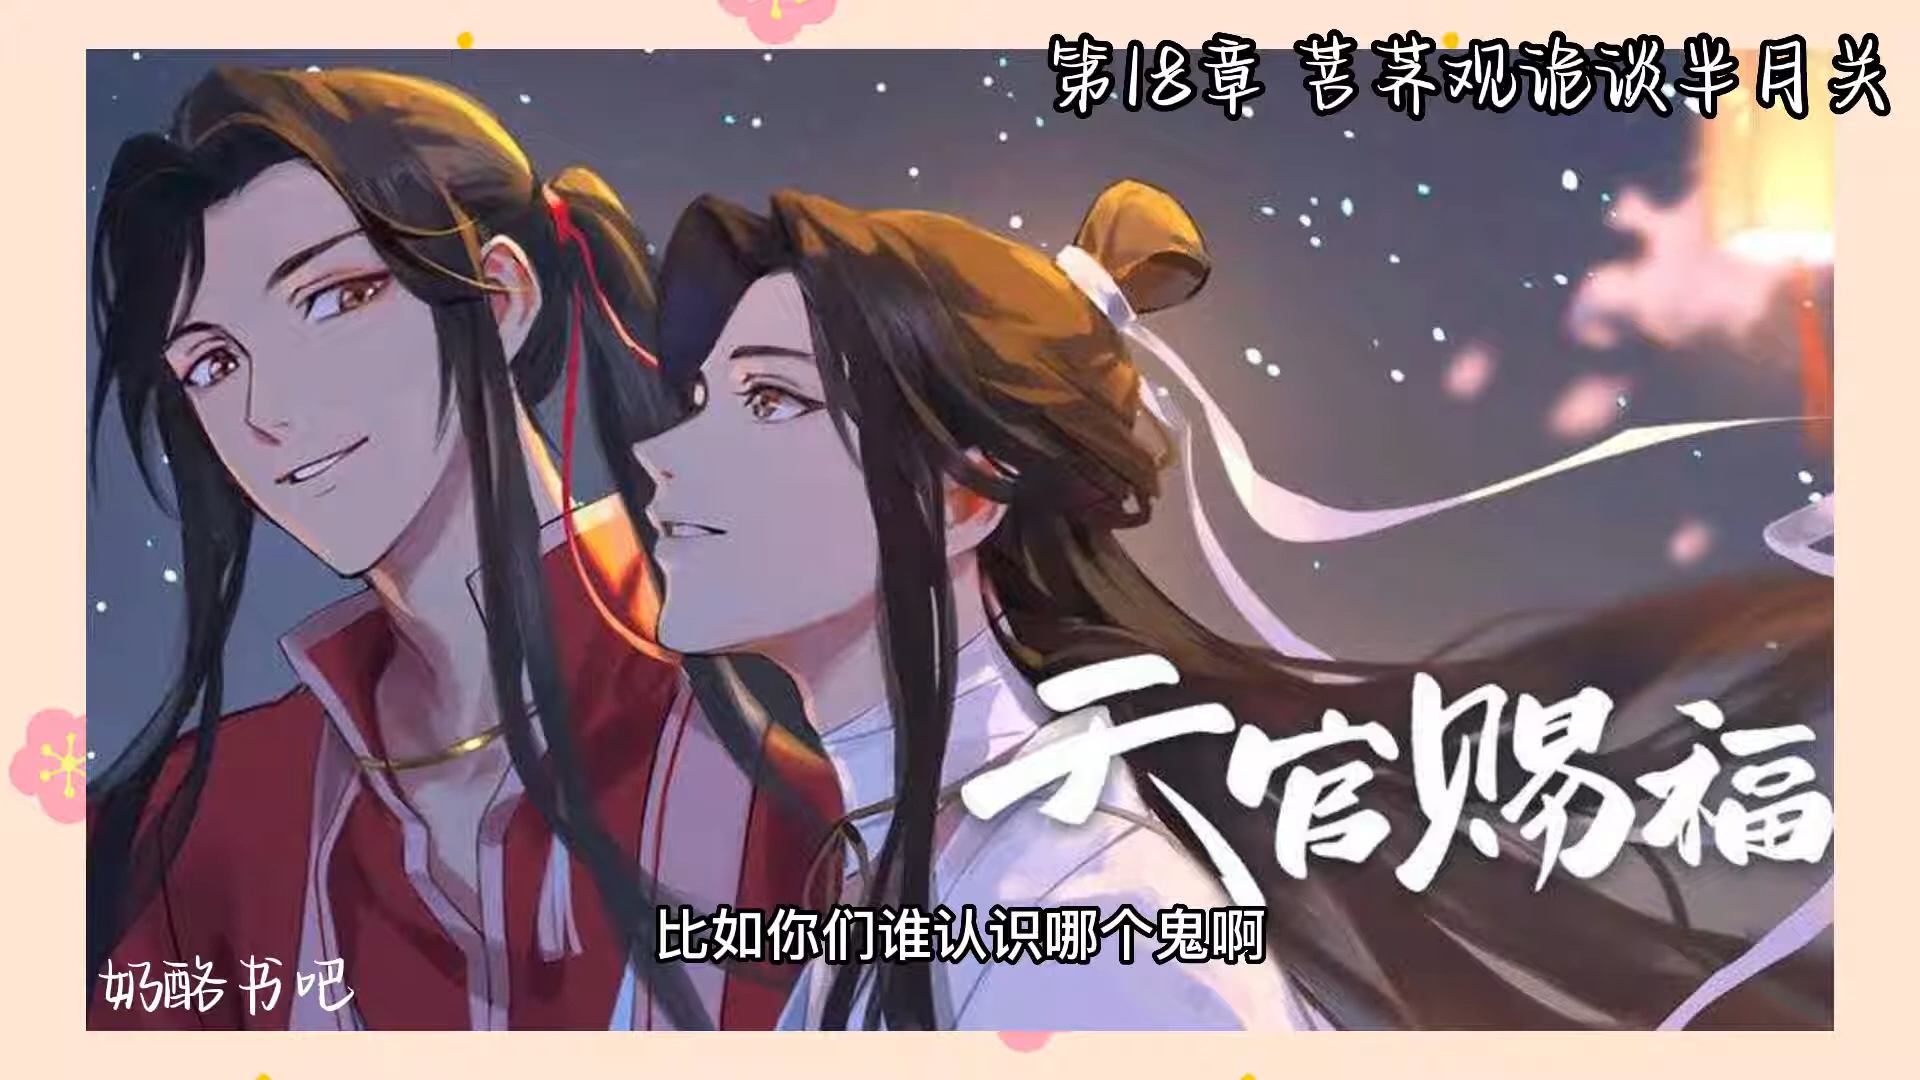 第18章 菩荠观诡谈半月关
天官赐福
比如你们谁认识哪个鬼啊
奶酪书吧